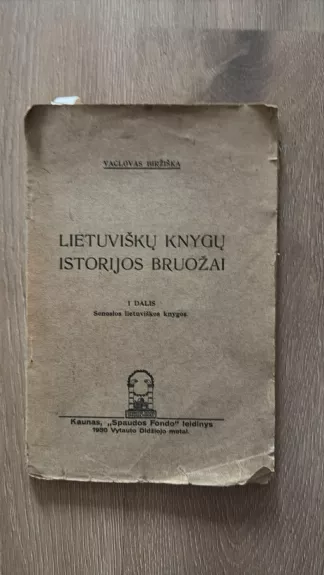 VACLOVAS BIRŽIŠKA
LIETUVIŠKŲ KNYGŲ
ISTORIJOS BRUOŽAI
I DALIS
Senosios lietuviškos knygos
Kaunas, „Spaudos Fondo" leidinys
1930 Vytauto Didžiojo metai.